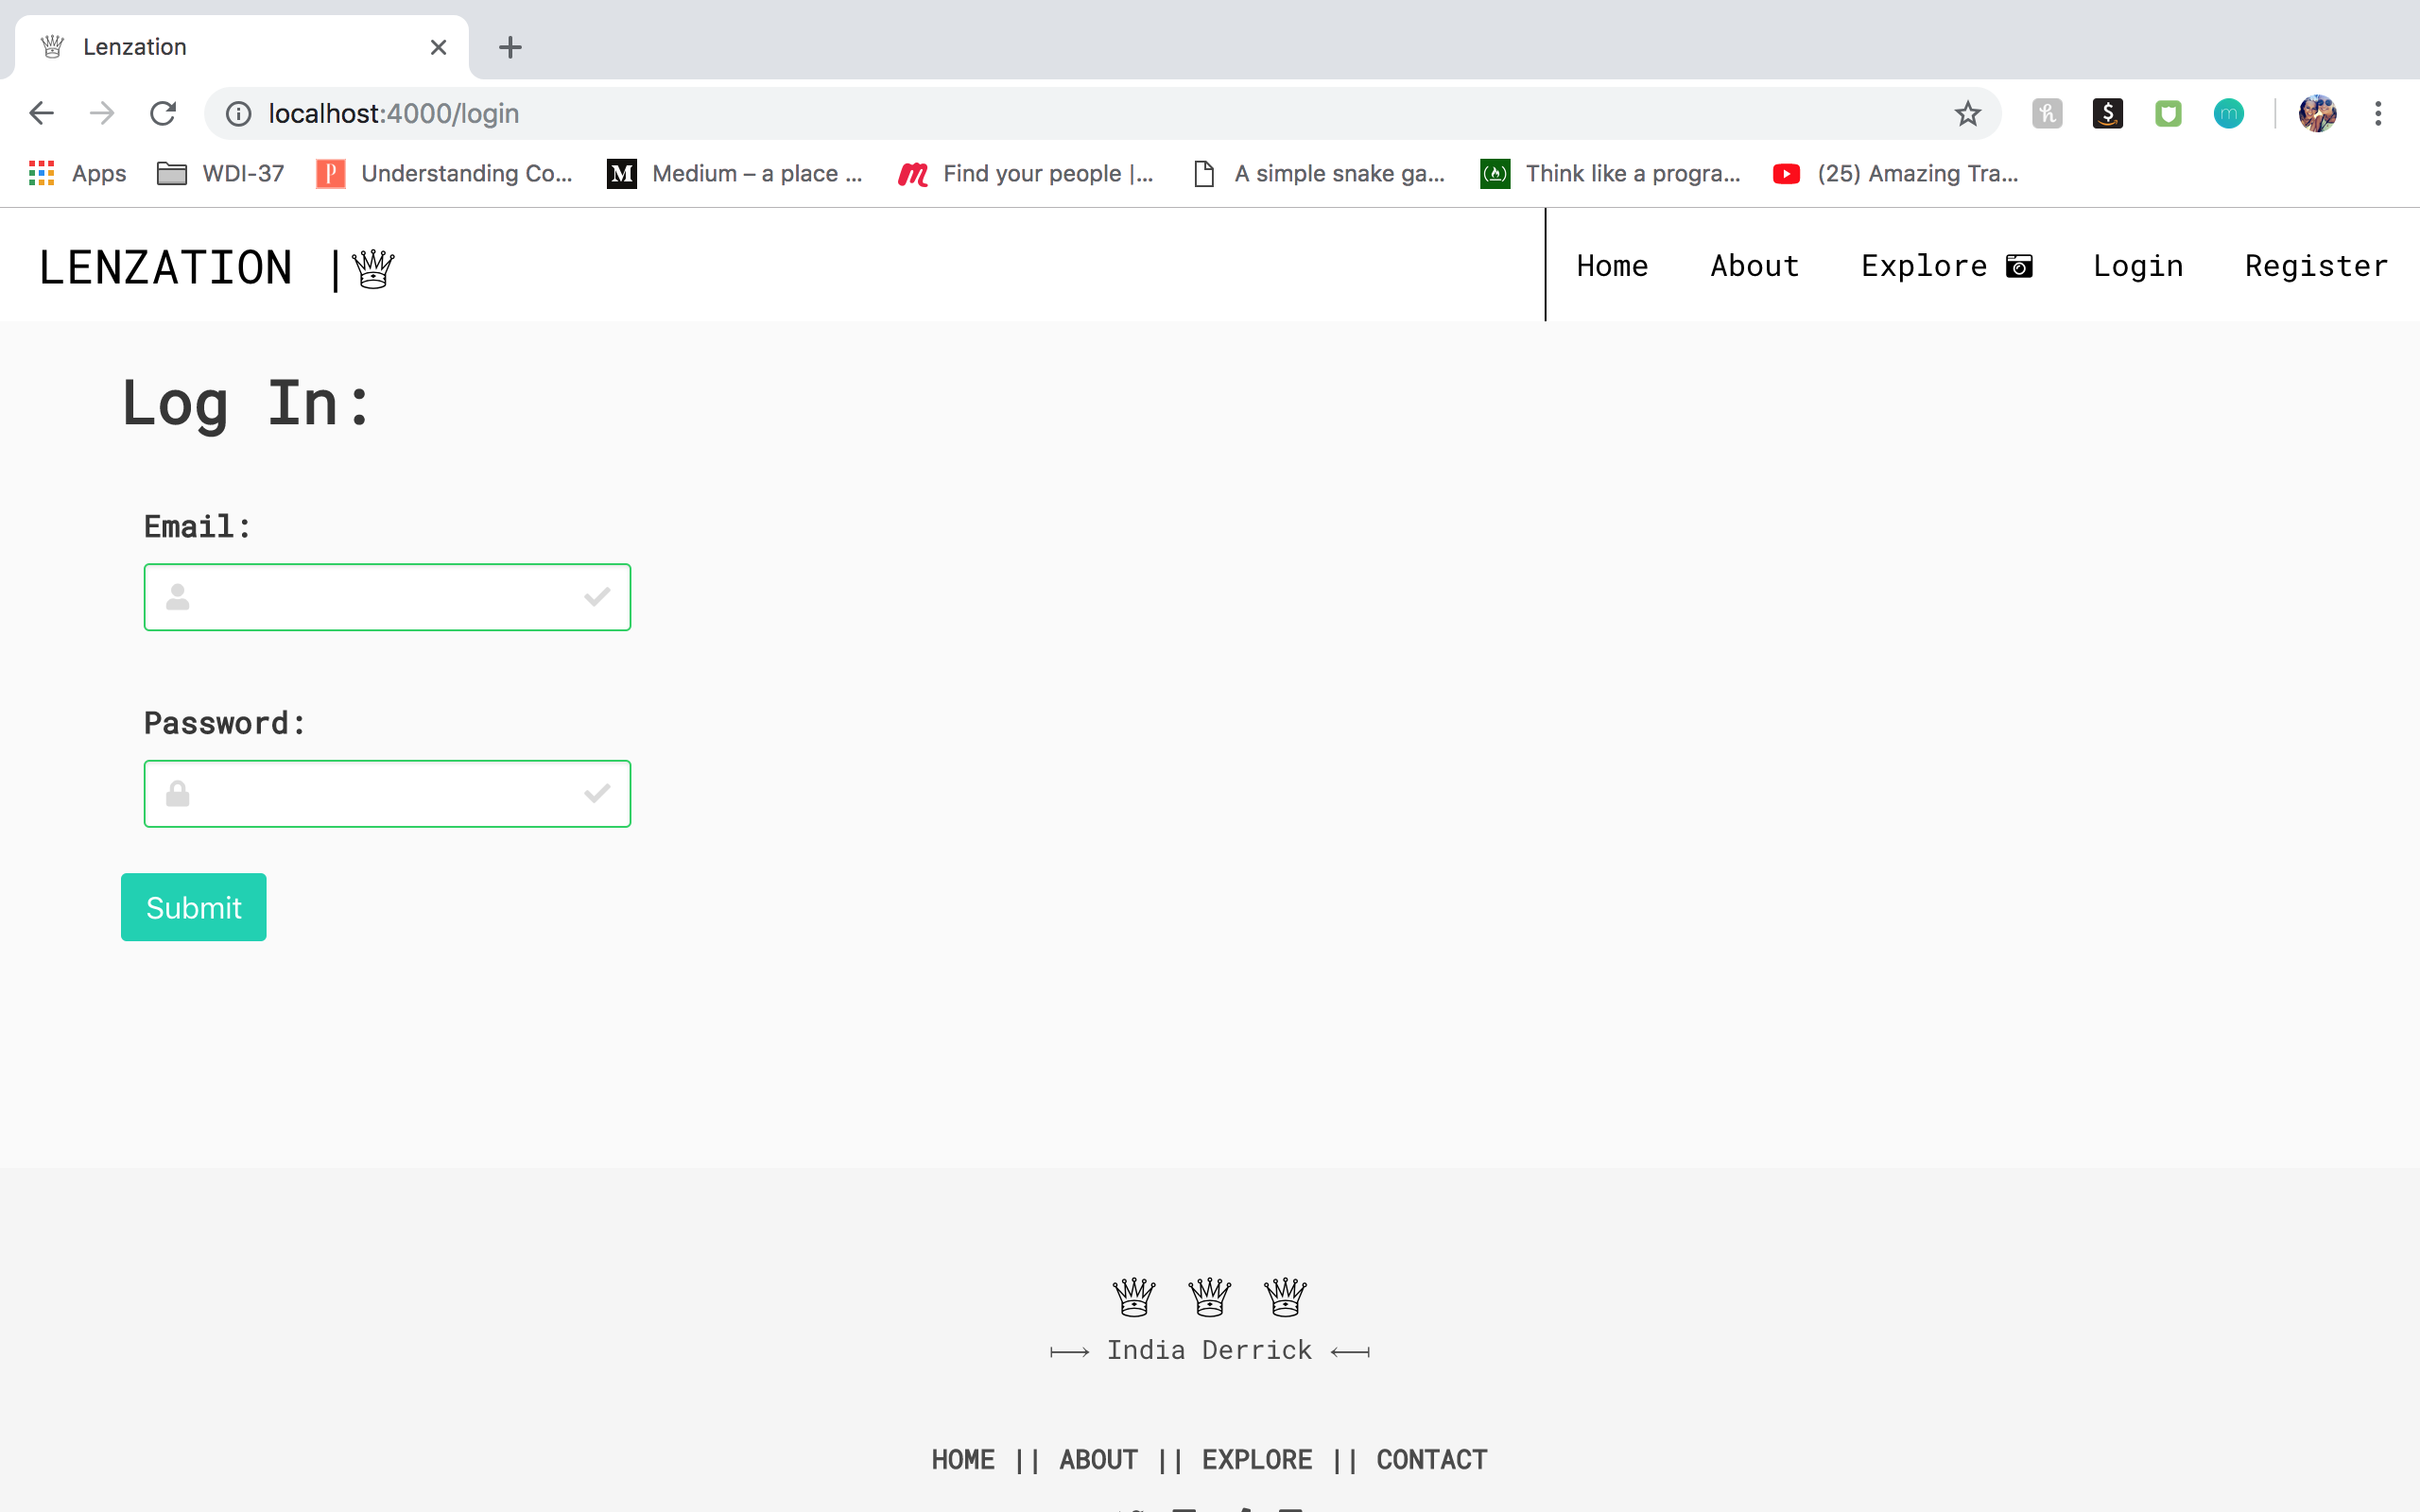 Lenzation
localhost:4000/login
Apps WDI-37 Understanding Co... Medium – a place ... Find your people |... A simple snake ga... Think like a progra... (25) Amazing Tra...
LENZATION |♕ Home About Explore Login Register
Log In:
Email:
Password:
Submit
♕ ♕ ♕
⟼ India Derrick ⟻
HOME || ABOUT || EXPLORE || CONTACT